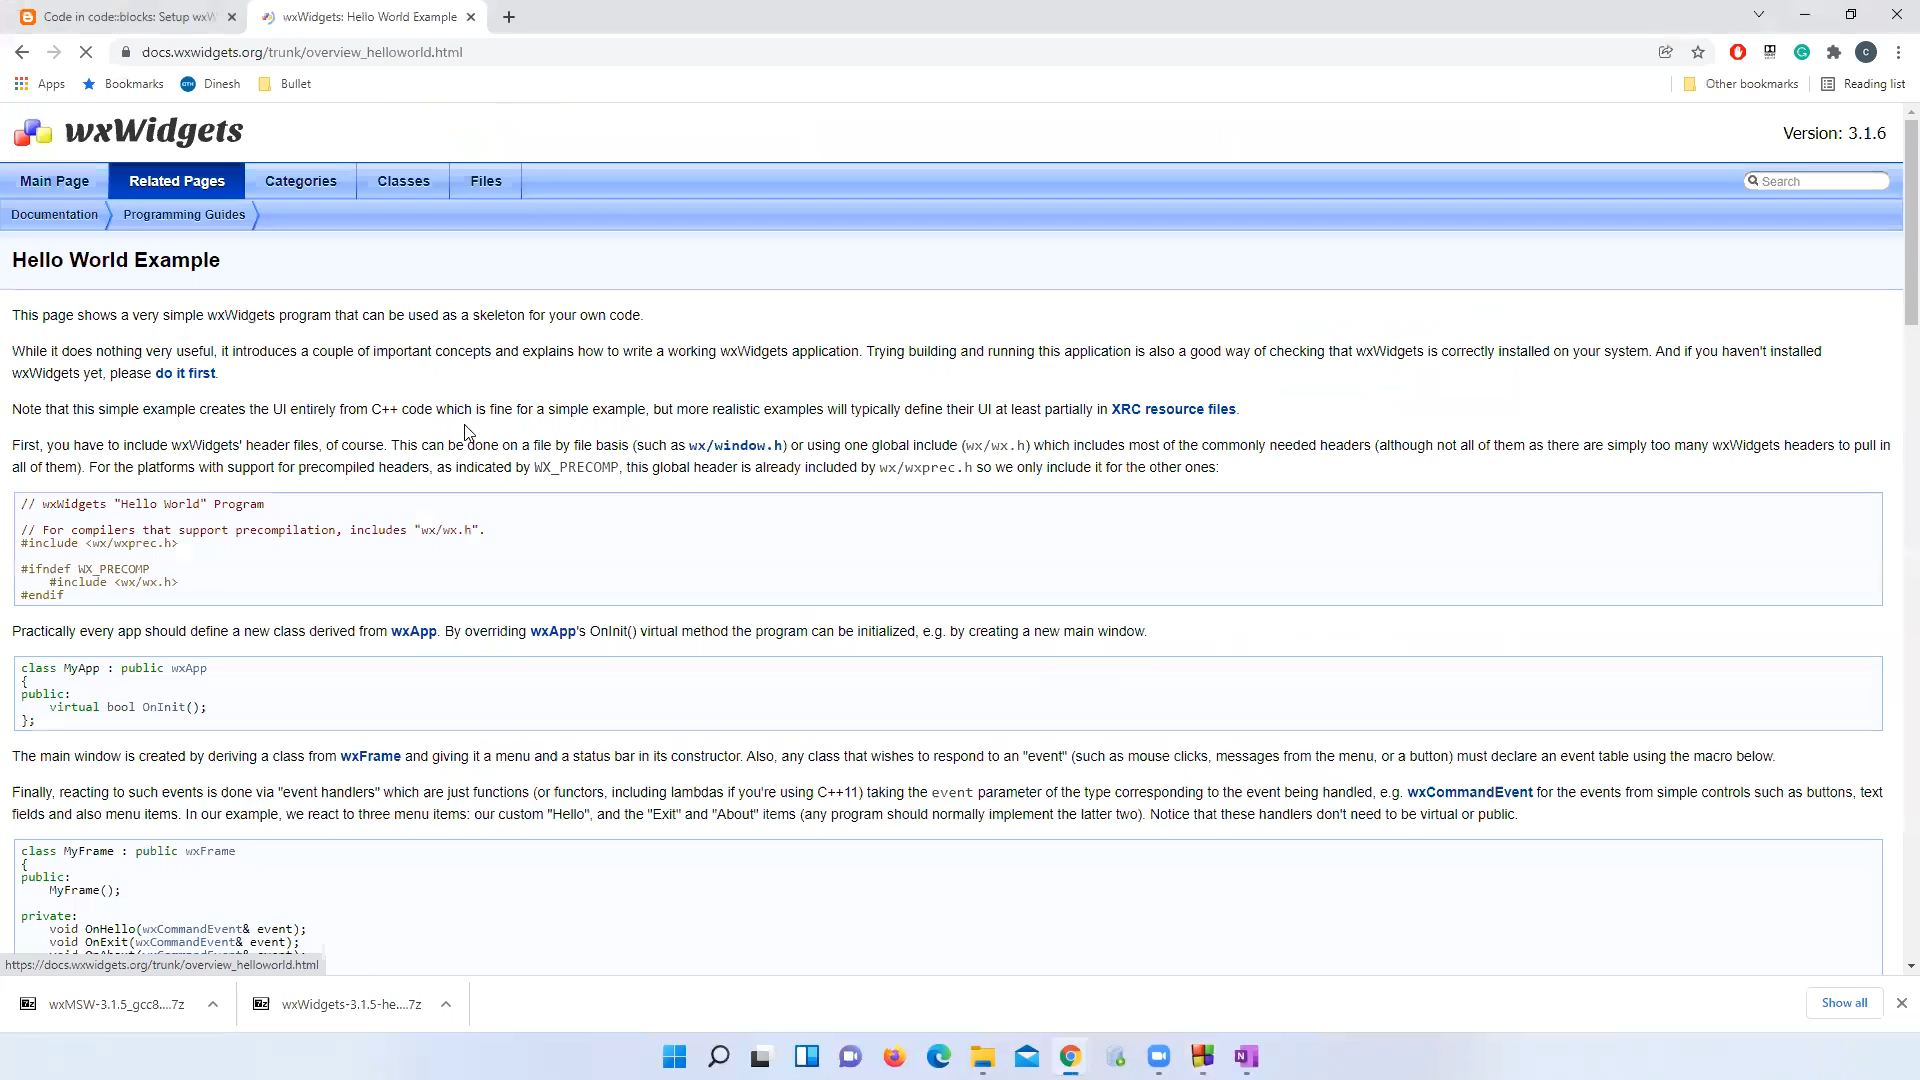 Code in code::blocks: Setup wxW
wxWidgets: Hello World Example
docs.wxwidgets.org/trunk/overview_helloworld.html
Apps
Bookmarks
Dinesh
Bullet
Other bookmarks
Reading list
wxWidgets
Version: 3.1.6
Main Page
Related Pages
Categories
Classes
Files
Search
Documentation
Programming Guides
Hello World Example
This page shows a very simple wxWidgets program that can be used as a skeleton for your own code.
While it does nothing very useful, it introduces a couple of important concepts and explains how to write a working wxWidgets application. Trying building and running this application is also a good way of checking that wxWidgets is correctly installed on your system. And if you haven't installed
wxWidgets yet, please do it first.
Note that this simple example creates the UI entirely from C++ code which is fine for a simple example, but more realistic examples will typically define their UI at least partially in XRC resource files.
First, you have to include wxWidgets' header files, of course. This can be done on a file by file basis (such as wx/window.h) or using one global include (wx/wx.h) which includes most of the commonly needed headers (although not all of them as there are simply too many wxWidgets headers to pull in
all of them). For the platforms with support for precompiled headers, as indicated by WX_PRECOMP, this global header is already included by wx/wxprec.h so we only include it for the other ones:
// wxWidgets "Hello World" Program
// For compilers that support precompilation, includes "wx/wx.h".
#include <wx/wxprec.h>
#ifndef WX_PRECOMP
#include <wx/wx.h>
#endif
Practically every app should define a new class derived from wxApp. By overriding wxApp's OnInit() virtual method the program can be initialized, e.g. by creating a new main window.
class MyApp : public wxApp
{
public:
virtual bool OnInit();
};
The main window is created by deriving a class from wxFrame and giving it a menu and a status bar in its constructor. Also, any class that wishes to respond to an "event" (such as mouse clicks, messages from the menu, or a button) must declare an event table using the macro below.
Finally, reacting to such events is done via "event handlers" which are just functions (or functors, including lambdas if you're using C++11) taking the event parameter of the type corresponding to the event being handled, e.g. wxCommandEvent for the events from simple controls such as buttons, text
fields and also menu items. In our example, we react to three menu items: our custom "Hello", and the "Exit" and "About" items (any program should normally implement the latter two). Notice that these handlers don't need to be virtual or public.
class MyFrame : public wxFrame
{
public:
MyFrame();
private:
void OnHello(wxCommandEvent& event);
void OnExit(wxCommandEvent& event);
https://docs.wxwidgets.org/trunk/overview_helloworld.html
wxMSW-3.1.5_gcc8....7z
wxWidgets-3.1.5-he....7z
Show all